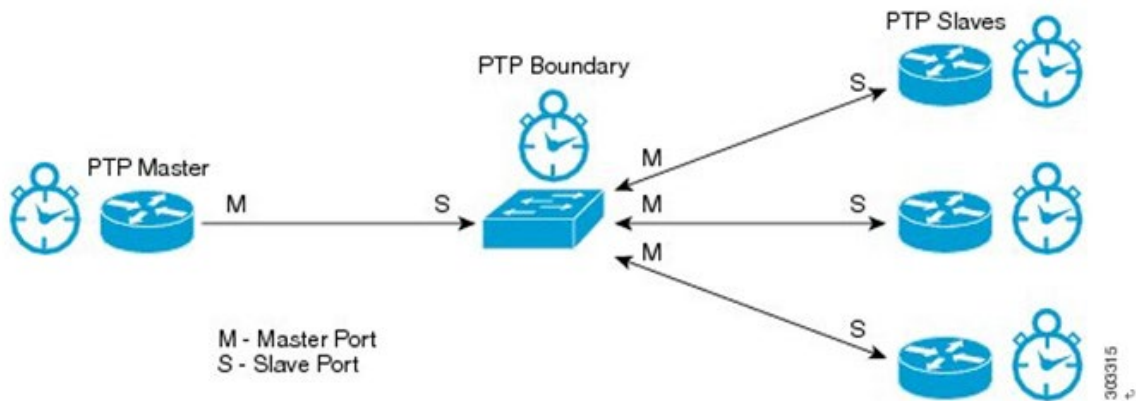 PTP Slaves
PTP Boundary
S
PTP Master
M
M
S
M
S
M
S
M
S
M - Master Port
S - Slave Port
303315